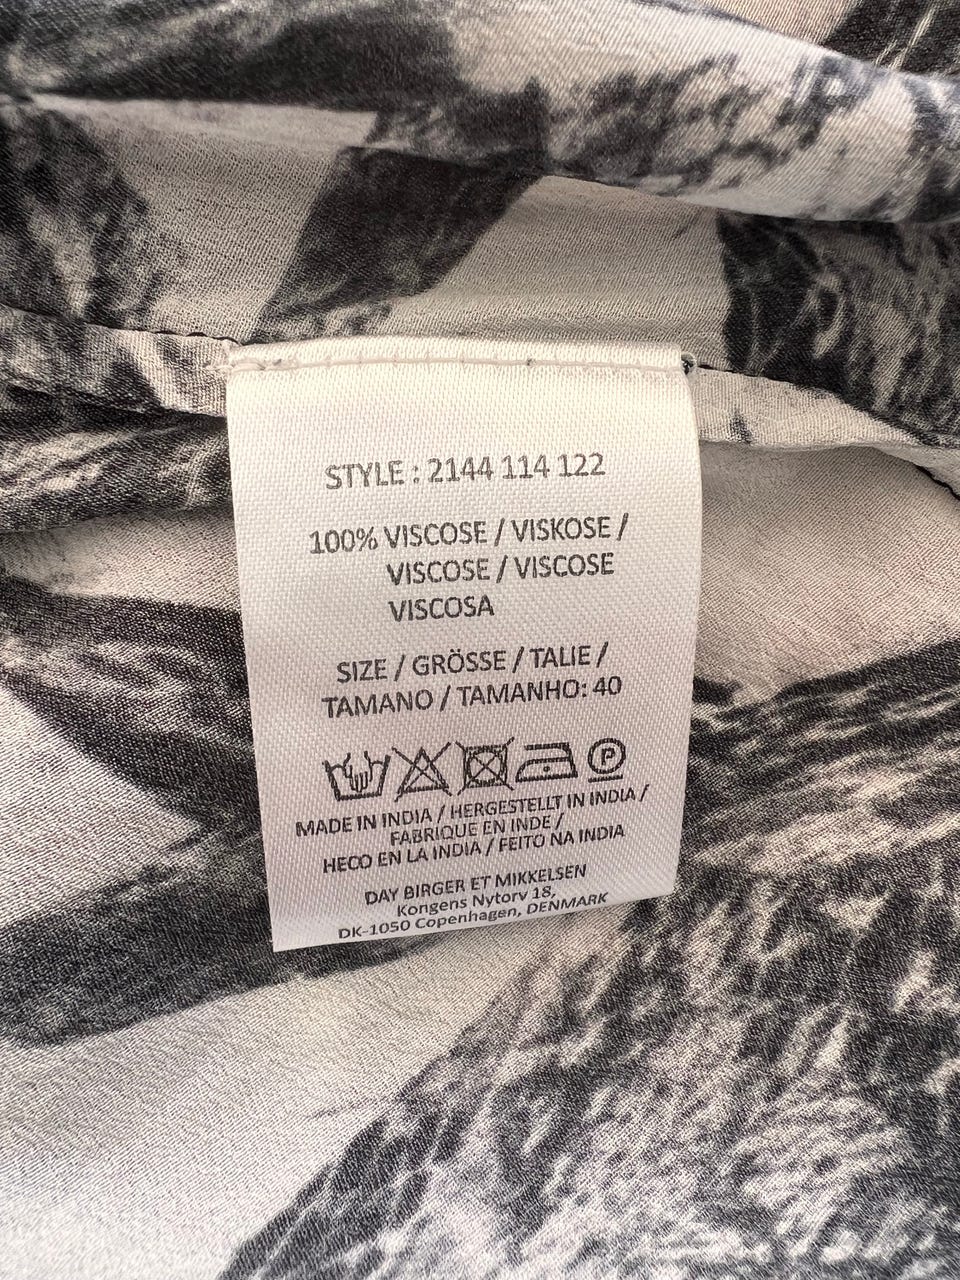 STYLE : 2144 114 122
100% VISCOSE / VISKOSE /
VISCOSE / VISCOSE
VISCOSA
SIZE / GRÖSSE / TALIE /
TAMANO / TAMANHO: 40
P
MADE IN INDIA / HERGESTELLT IN INDIA /
FABRIQUE EN INDE /
HECO EN LA INDIA / FEITO NA INDIA
DAY BIRGER ET MIKKELSEN
Kongens Nytorv 18,
DK-1050 Copenhagen, DENMARK